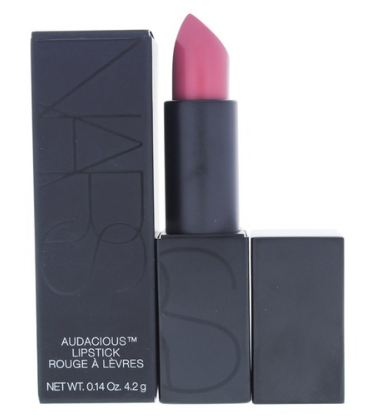 NARS
AUDACIOUS™
LIPSTICK
ROUGE À LÈVRES
NET WT. 0.14 Oz. 4.2 g